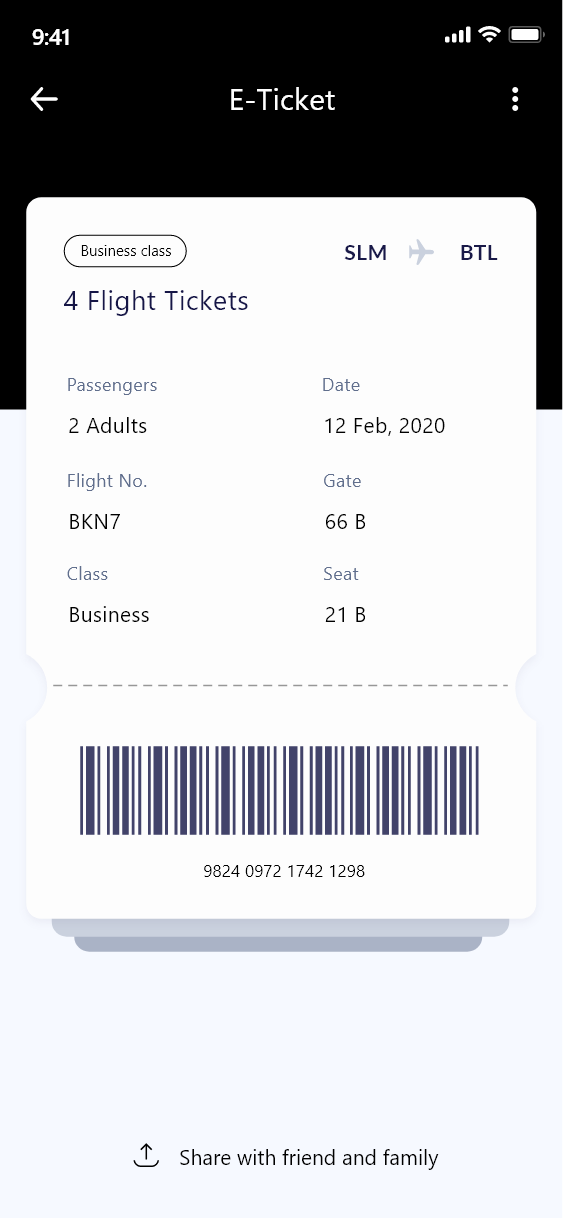 9:41
E-Ticket
Business class
SLM BTL
4 Flight Tickets
Passengers Date
2 Adults 12 Feb, 2020
Flight No. Gate
BKN7 66 B
Class Seat
Business 21 B
9824 0972 1742 1298
Share with friend and family